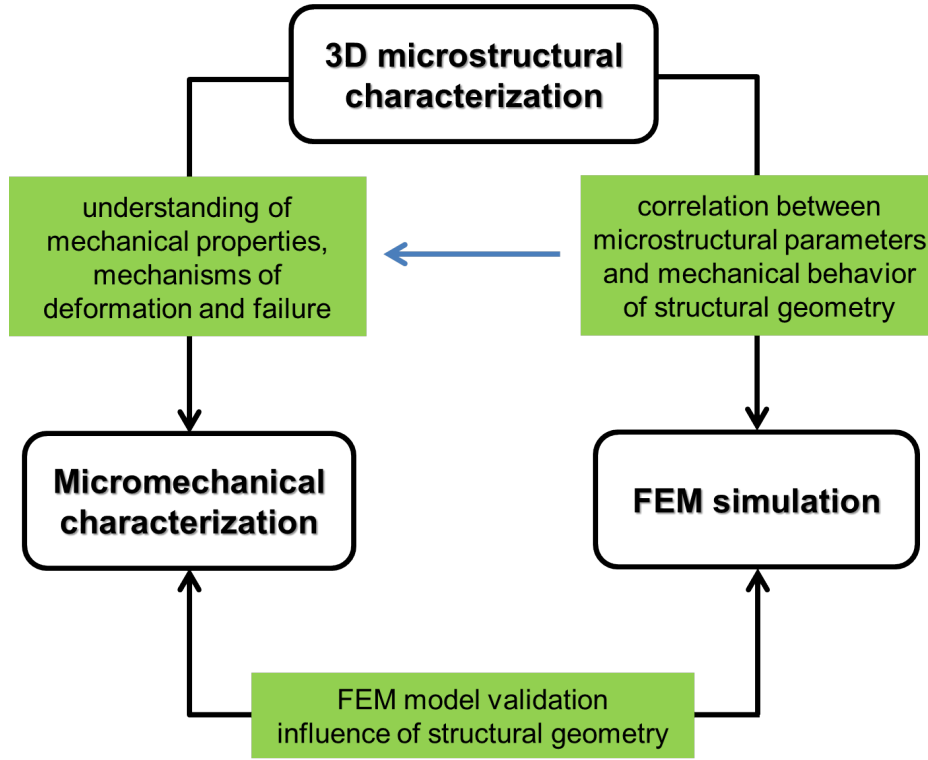 3D microstructural
characterization
understanding of
mechanical properties,
mechanisms of
deformation and failure
correlation between
microstructural parameters
and mechanical behavior
of structural geometry
Micromechanical
characterization
FEM simulation
FEM model validation
influence of structural geometry